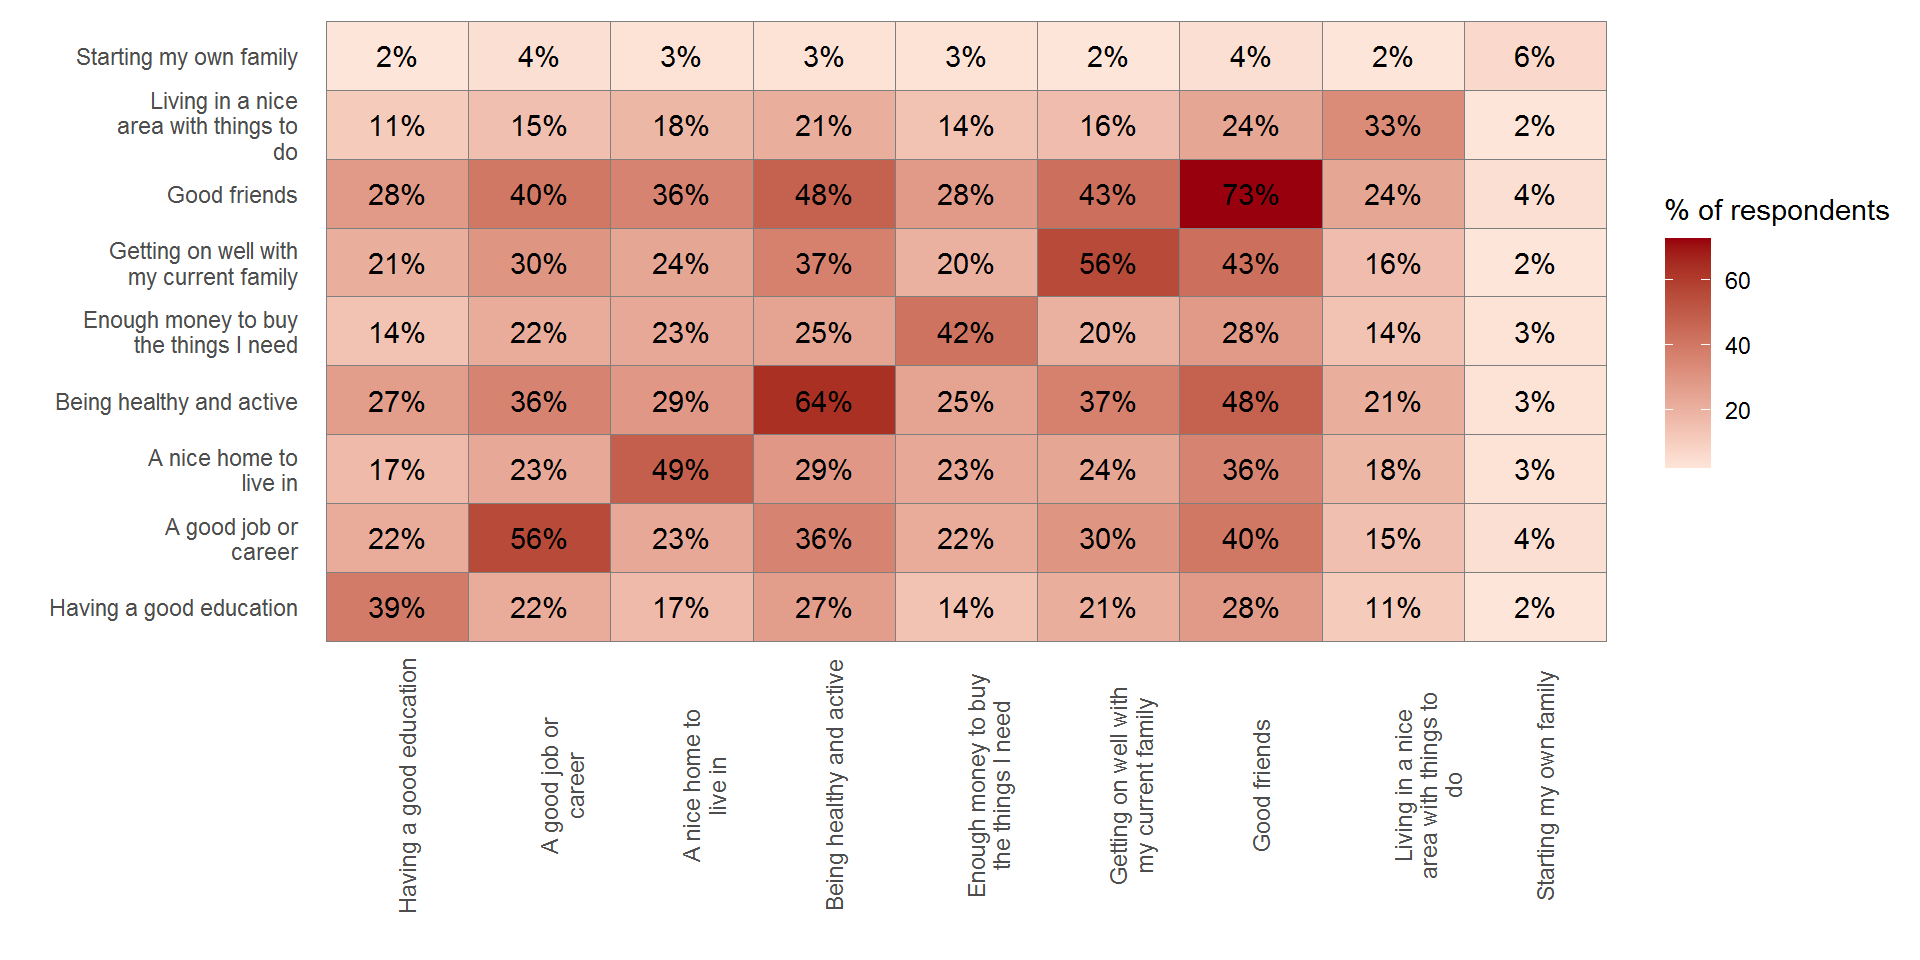 Starting my own family
2% 4% 3% 3% 3% 2% 4% 2% 6%
Living in a nice
area with things to
do
11% 15% 18% 21% 14% 16% 24% 33% 2%
Good friends
28% 40% 36% 48% 28% 43% 73% 24% 4%
Getting on well with
my current family
21% 30% 24% 37% 20% 56% 43% 16% 2%
Enough money to buy
the things I need
14% 22% 23% 25% 42% 20% 28% 14% 3%
Being healthy and active
27% 36% 29% 64% 25% 37% 48% 21% 3%
A nice home to
live in
17% 23% 49% 29% 23% 24% 36% 18% 3%
A good job or
career
22% 56% 23% 36% 22% 30% 40% 15% 4%
Having a good education
39% 22% 17% 27% 14% 21% 28% 11% 2%
Having a good education
A good job or
career
A nice home to
live in
Being healthy and active
Enough money to buy
the things I need
Getting on well with
my current family
Good friends
Living in a nice
area with things to
do
Starting my own family
% of respondents
60
40
20